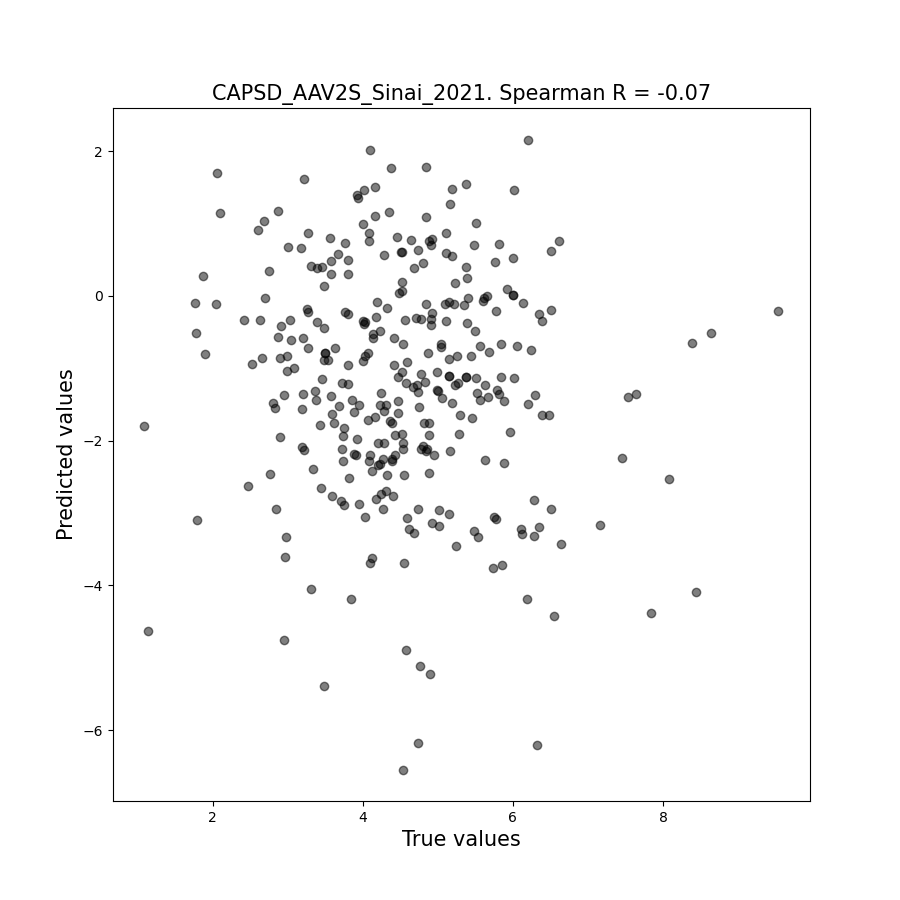 CAPSD_AAV2S_Sinai_2021. Spearman R = -0.07
2
0
−2
−4
−6
Predicted values
2 4 6 8
True values